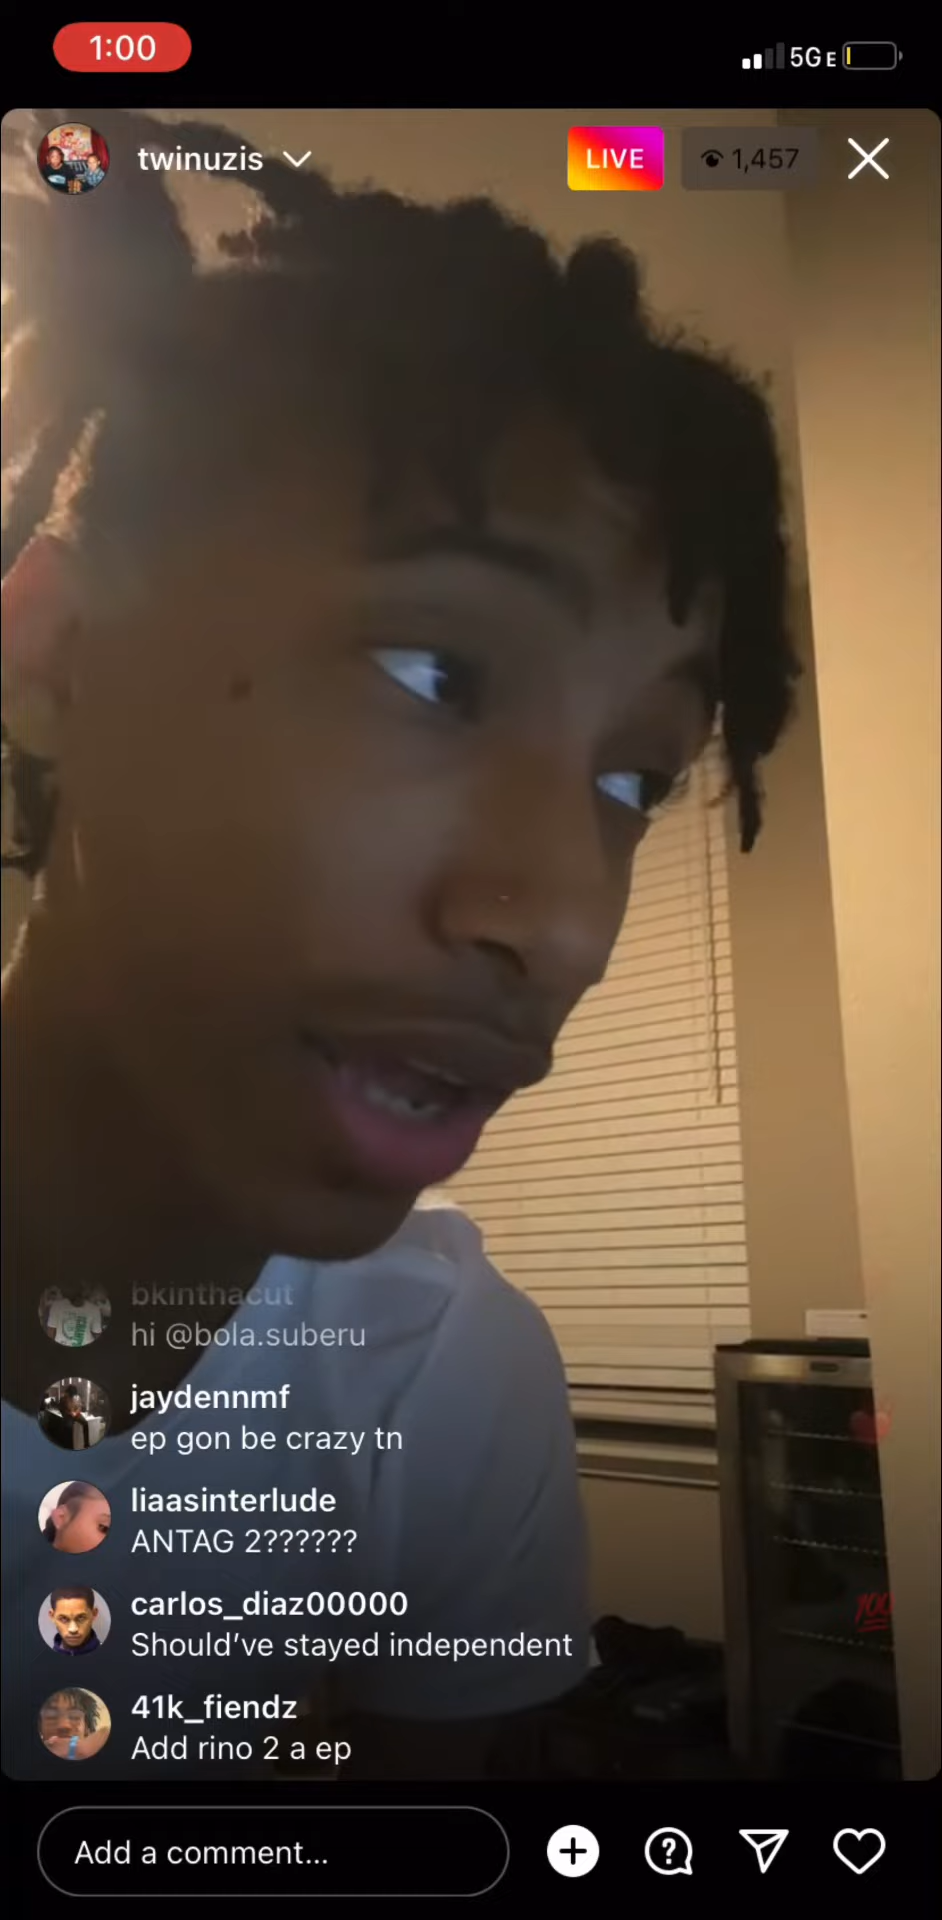 1:00
5GE
twinuzis
LIVE
1,457
bkinthacut
hi @bola.suberu
jaydennmf
ep gon be crazy tn
liaasinterlude
ANTAG 2??????
carlos_diaz00000
Should've stayed independent
41k_fiendz
Add rino 2 a ep
Add a comment...